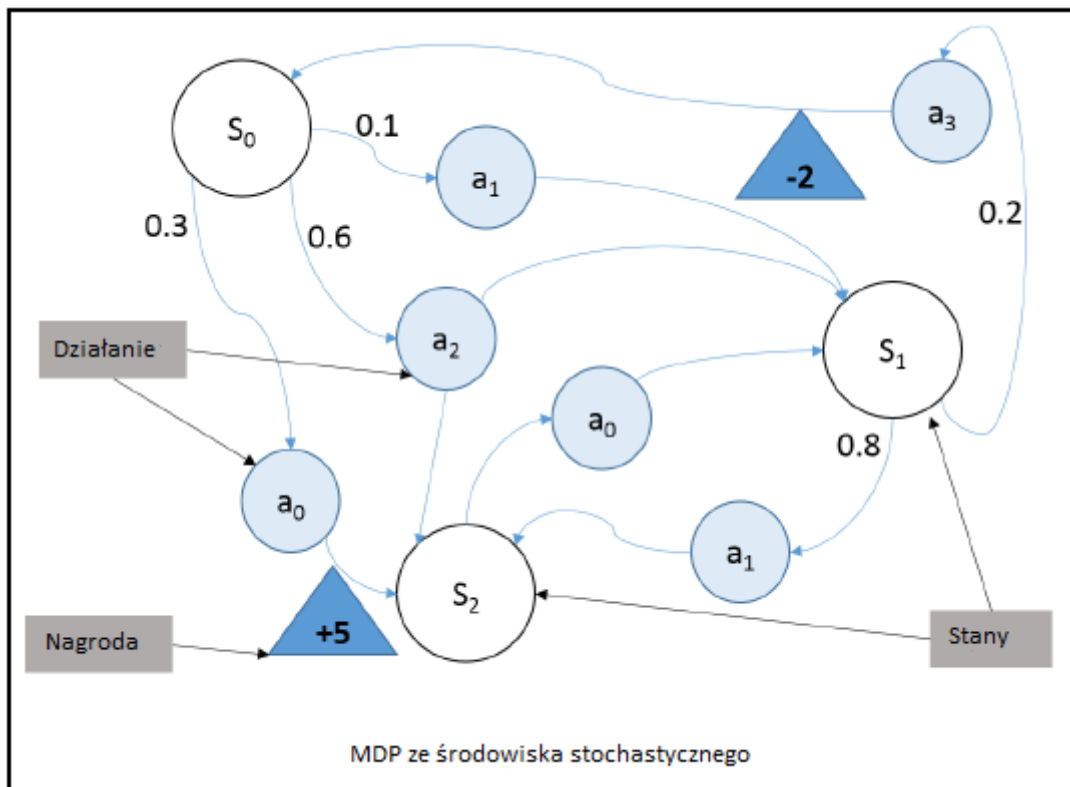 S₀
0.1
a₁
a₃
-2
0.2
0.3
0.6
Działanie
a₂
S₁
a₀
0.8
a₀
a₁
S₂
+5
Nagroda
Stany
MDP ze środowiska stochastycznego